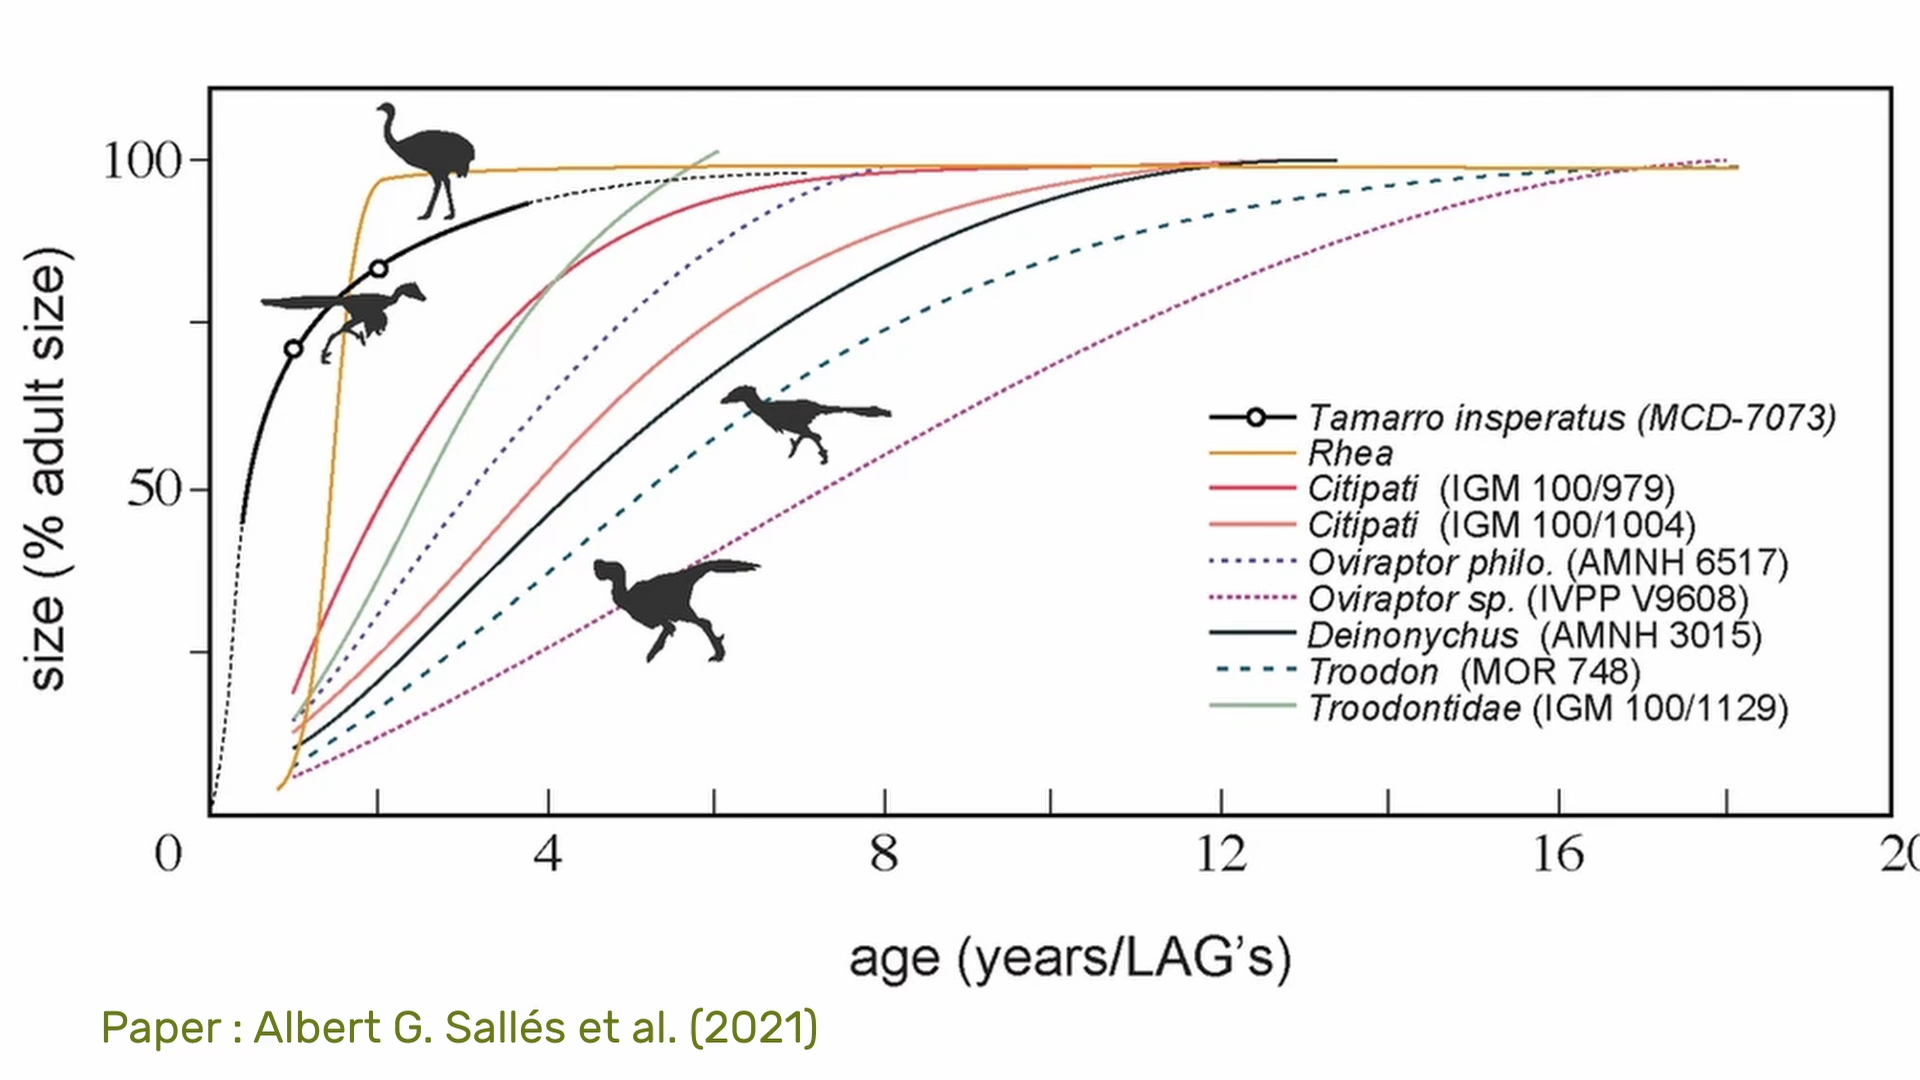 100
50
0
4
8
12
16
20
size (% adult size)
age (years/LAG's)
Tamarro insperatus (MCD-7073)
Rhea
Citipati (IGM 100/979)
Citipati (IGM 100/1004)
Oviraptor philo. (AMNH 6517)
Oviraptor sp. (IVPP V9608)
Deinonychus (AMNH 3015)
Troodon (MOR 748)
Troodontidae (IGM 100/1129)
Paper : Albert G. Sallés et al. (2021)